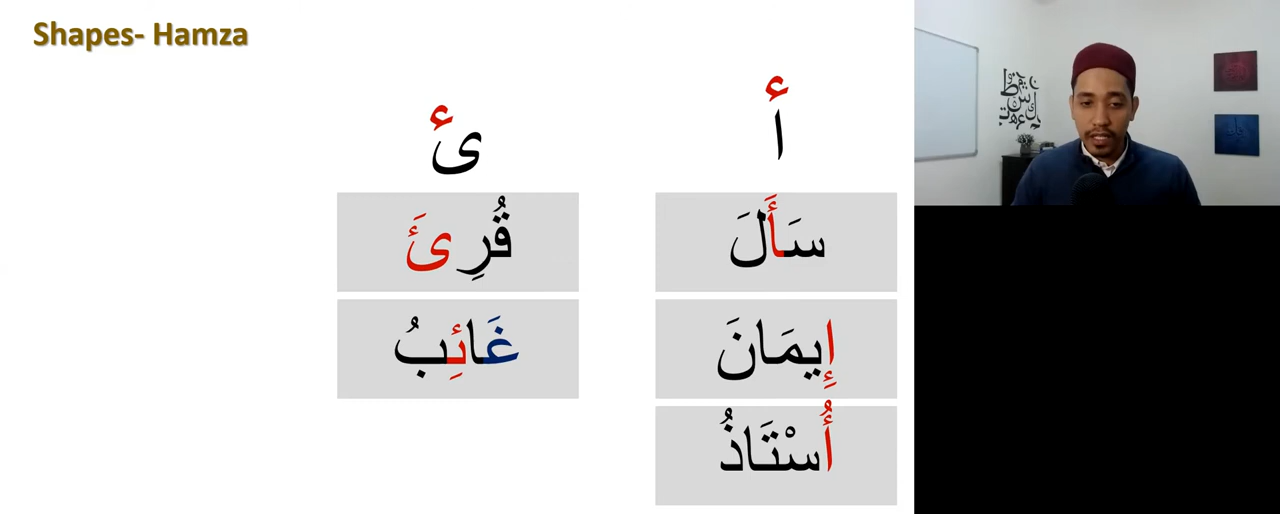 Shapes- Hamza
أ
سَأَلَ
إِيمَانَ
أُسْتَاذُ
ئ
قُرِئَ
غَائِبُ